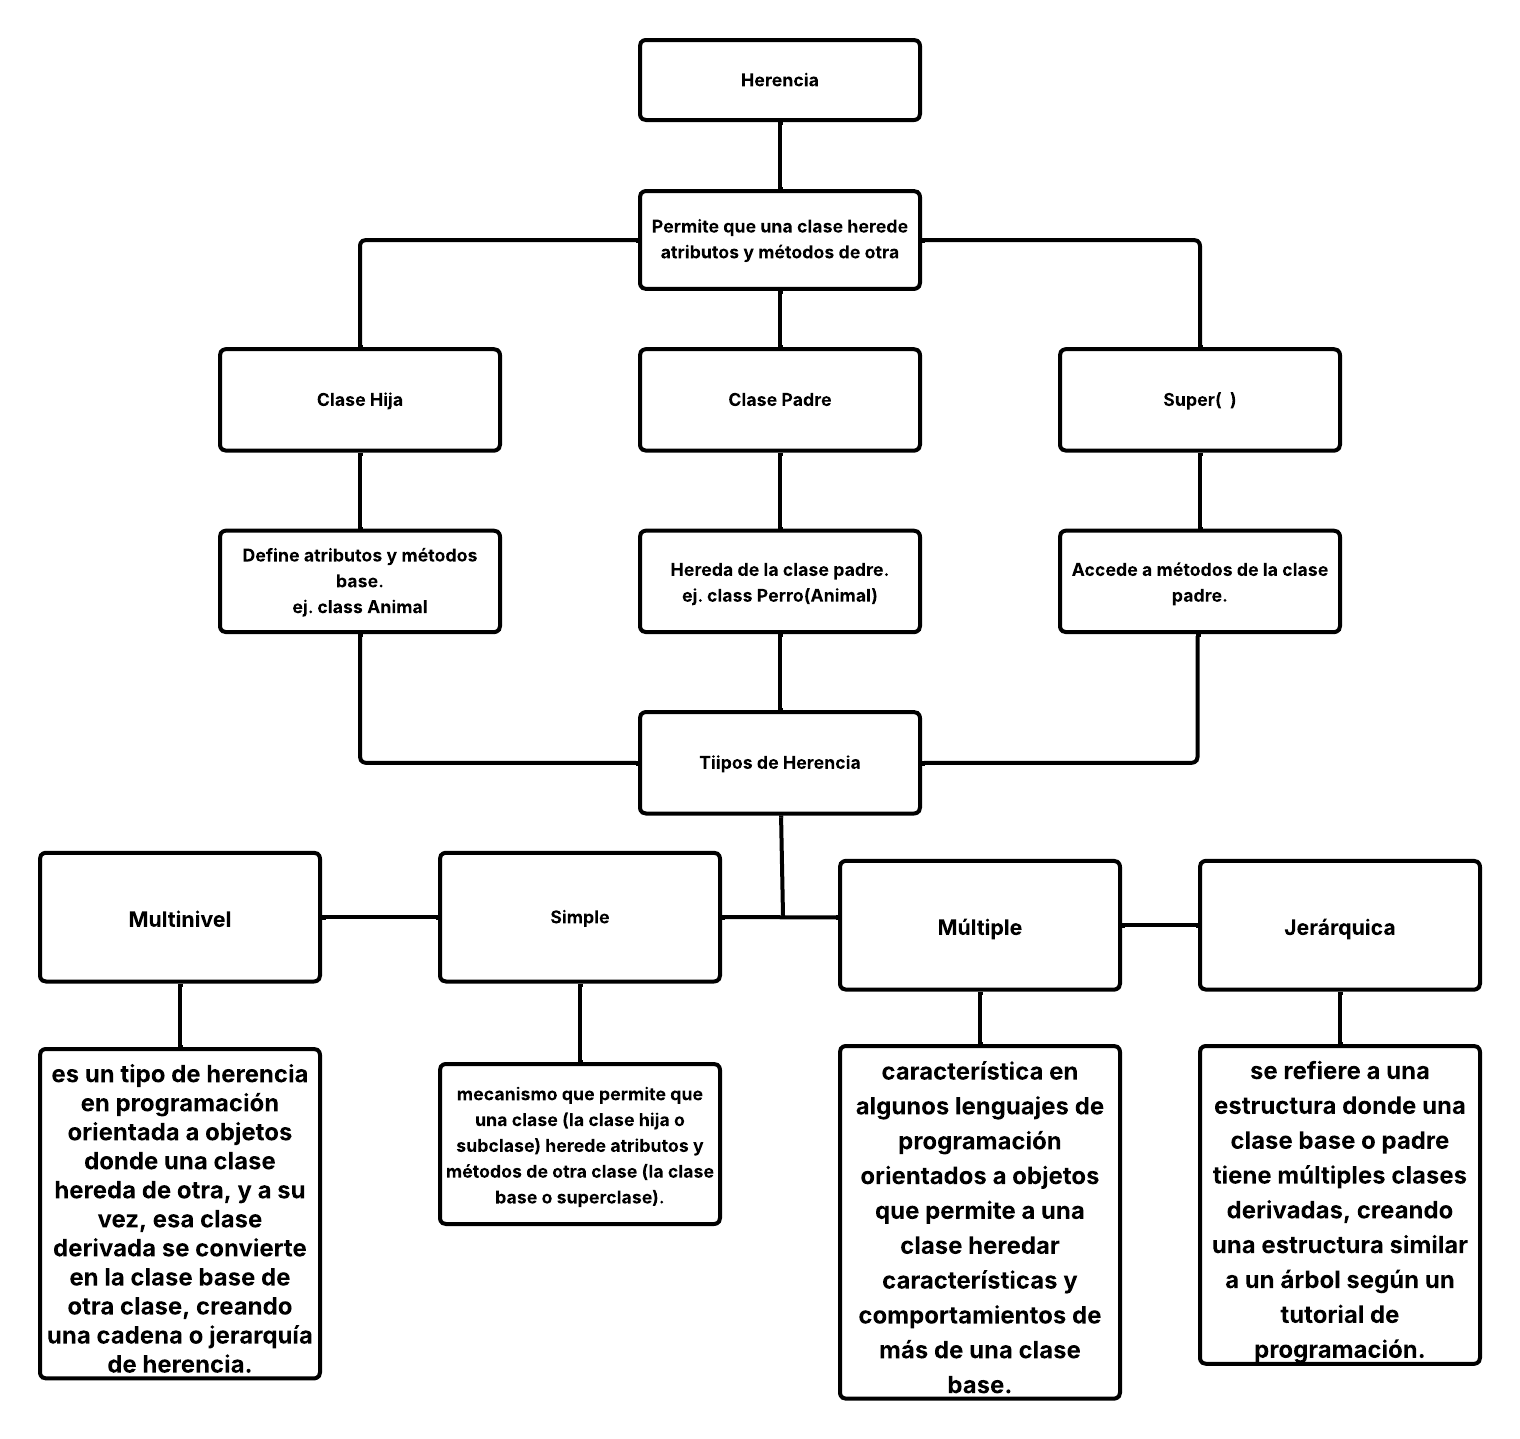 Herencia
Permite que una clase herede
atributos y métodos de otra
Clase Hija
Clase Padre
Super(  )
Define atributos y métodos
base.
ej. class Animal
Hereda de la clase padre.
ej. class Perro(Animal)
Accede a métodos de la clase
padre.
Tiipos de Herencia
Multinivel
Simple
Múltiple
Jerárquica
es un tipo de herencia
en programación
orientada a objetos
donde una clase
hereda de otra, y a su
vez, esa clase
derivada se convierte
en la clase base de
otra clase, creando
una cadena o jerarquía
de herencia.
mecanismo que permite que
una clase (la clase hija o
subclase) herede atributos y
métodos de otra clase (la clase
base o superclase).
característica en
algunos lenguajes de
programación
orientados a objetos
que permite a una
clase heredar
características y
comportamientos de
más de una clase
base.
se refiere a una
estructura donde una
clase base o padre
tiene múltiples clases
derivadas, creando
una estructura similar
a un árbol según un
tutorial de
programación.